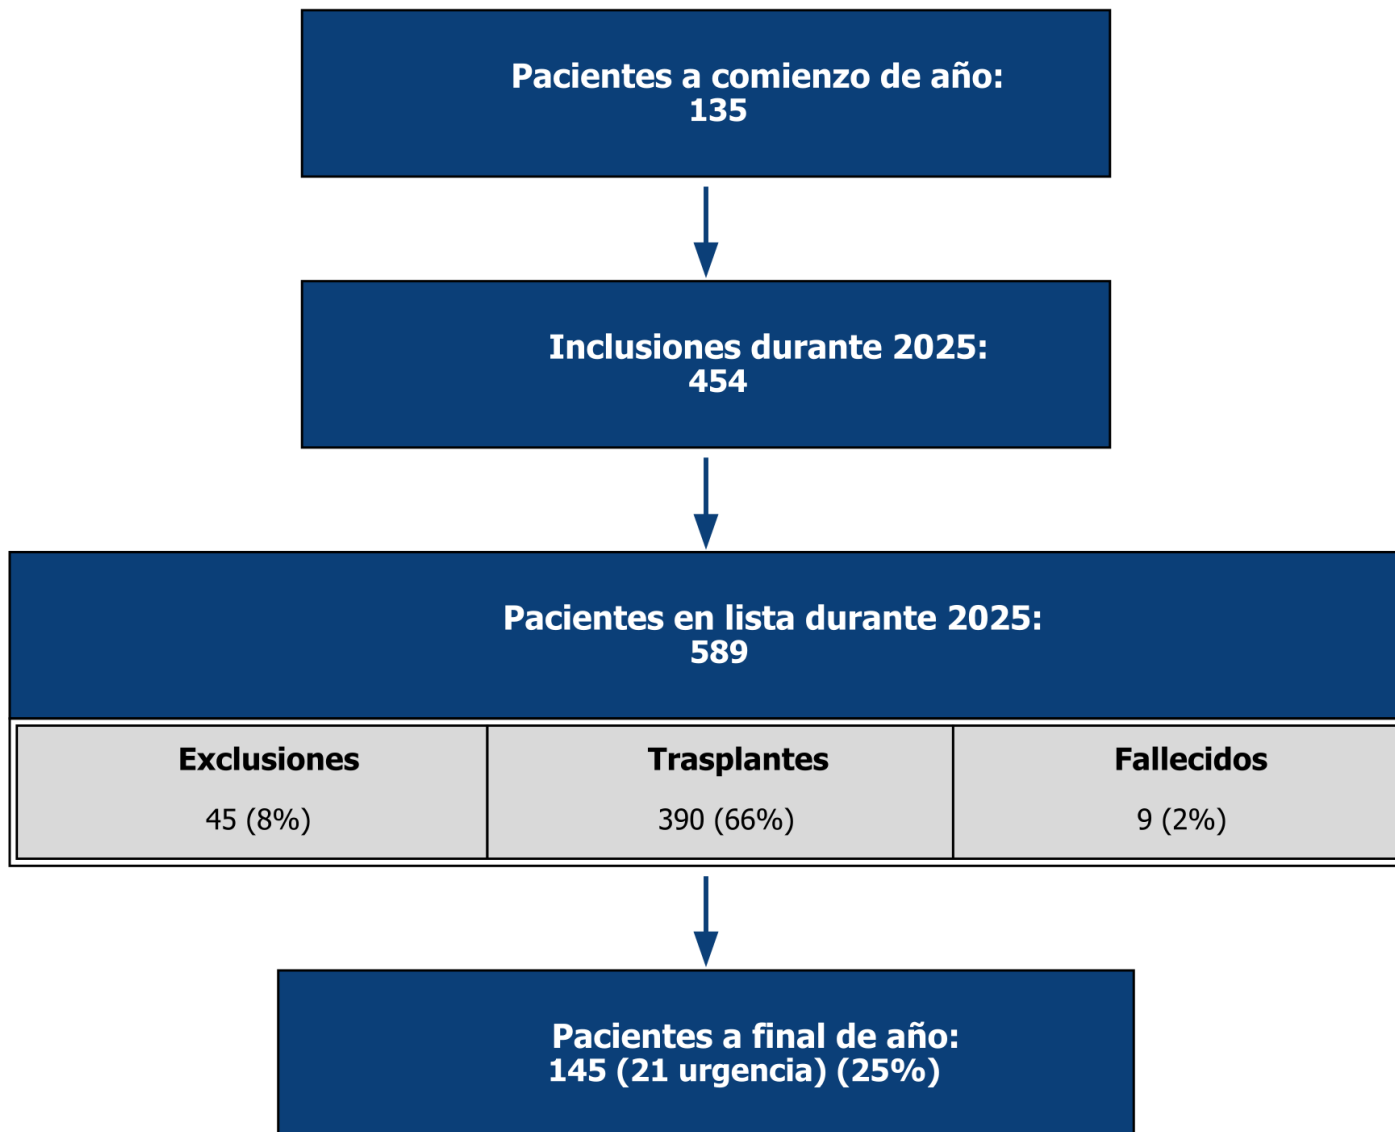 Pacientes a comienzo de año:
135
Inclusiones durante 2025:
454
Pacientes en lista durante 2025:
589
Exclusiones
Trasplantes
Fallecidos
45 (8%)
390 (66%)
9 (2%)
Pacientes a final de año:
145 (21 urgencia) (25%)